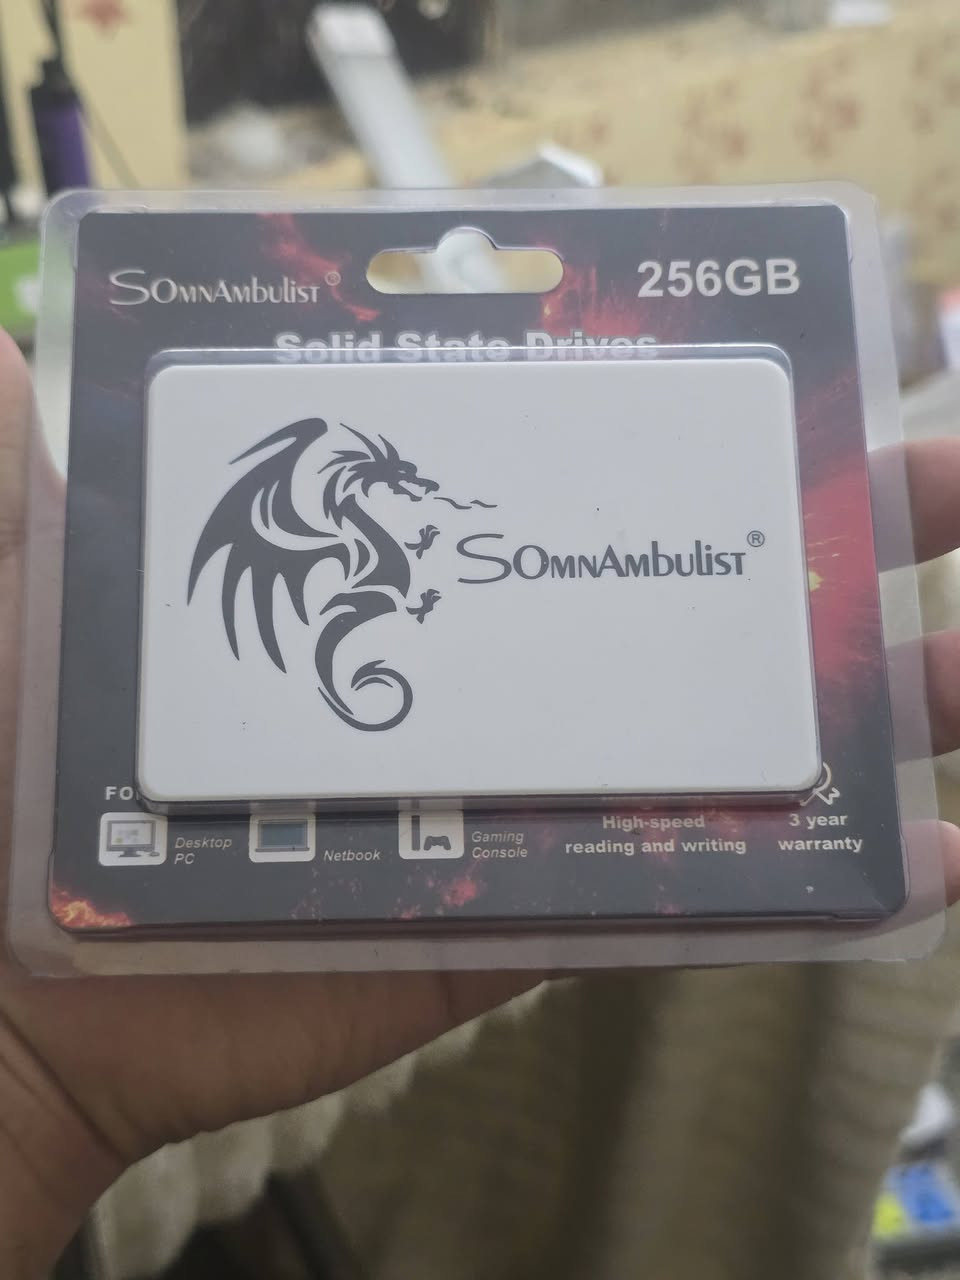 SOMNAMBULIST®
256GB
Solid State Drives
SOMNAMBULIST®
Desktop
PC
Netbook
Gaming
Console
High-speed
reading and writing
3 year
warranty